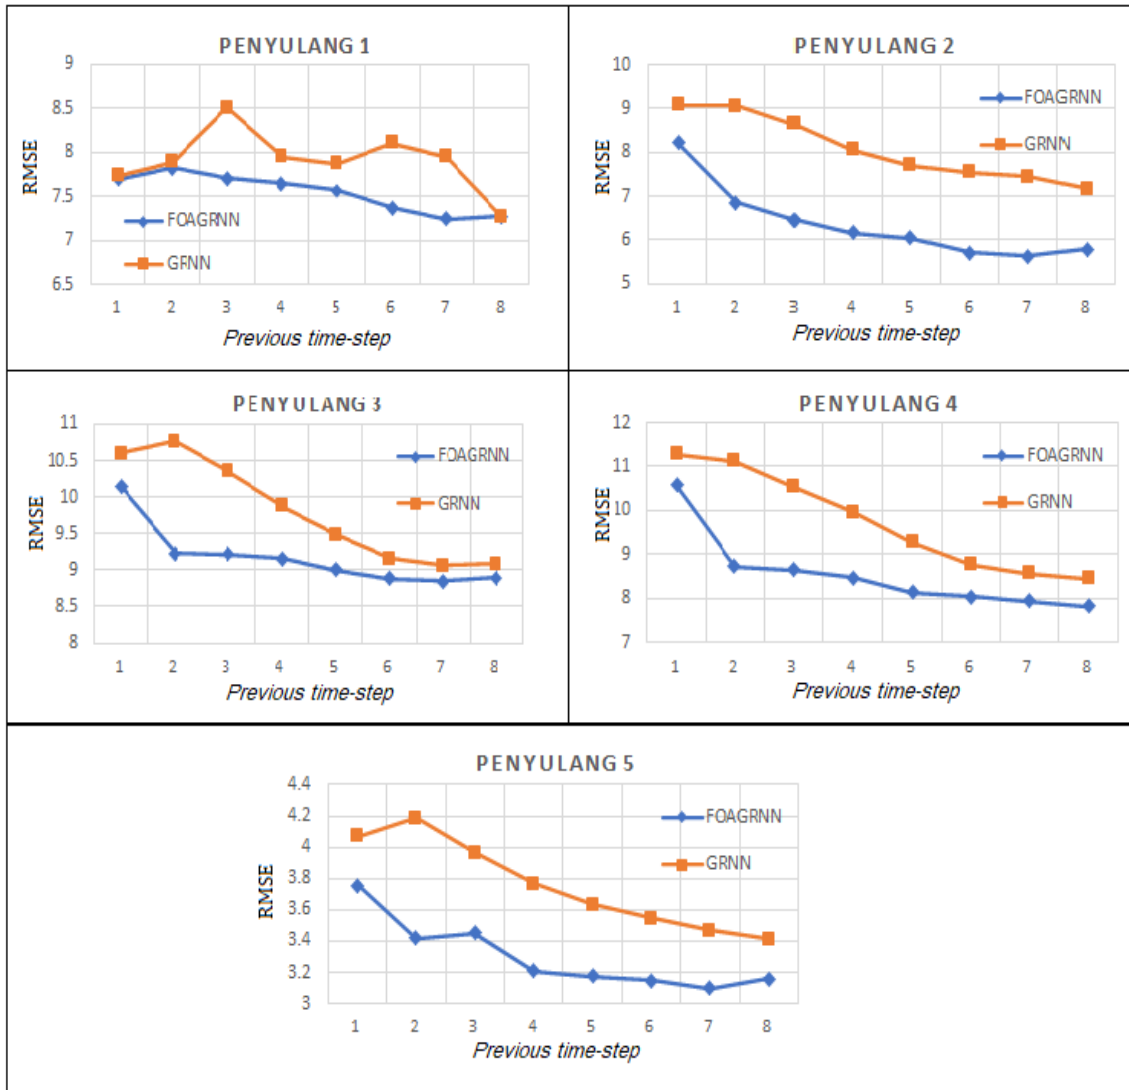 PENYULANG 1
9
8.5
8
7.5
7
6.5
RMSE
FOAGRNN
GRNN
1 2 3 4 5 6 7 8
Previous time-step
PENYULANG 2
10
9
8
7
6
5
RMSE
FOAGRNN
GRNN
1 2 3 4 5 6 7 8
Previous time-step
PENYULANG 3
11
10.5
10
9.5
9
8.5
8
RMSE
FOAGRNN
GRNN
1 2 3 4 5 6 7 8
Previous time-step
PENYULANG 4
12
11
10
9
8
7
RMSE
FOAGRNN
GRNN
1 2 3 4 5 6 7 8
Previous time-step
PENYULANG 5
4.4
4.2
4
3.8
3.6
3.4
3.2
3
RMSE
FOAGRNN
GRNN
1 2 3 4 5 6 7 8
Previous time-step